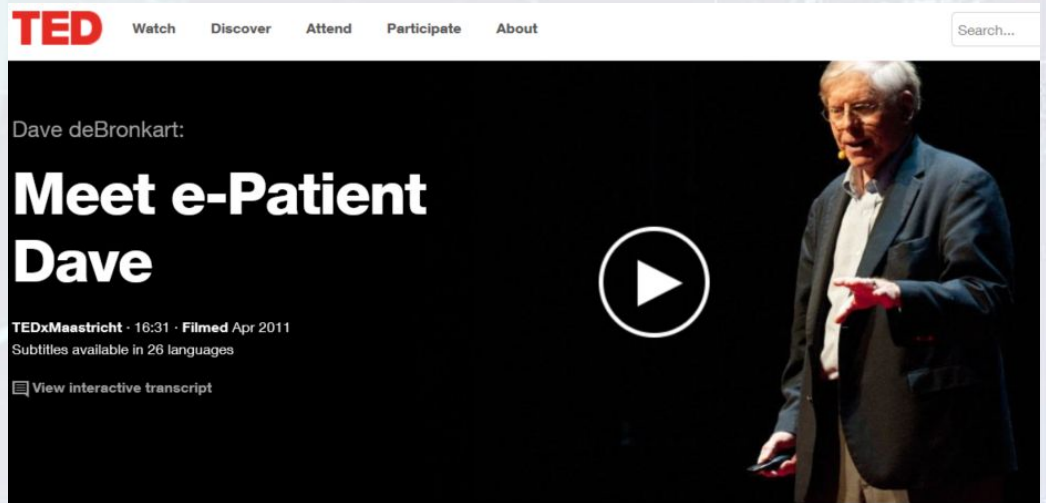 TED Watch Discover Attend Participate About Search...
Dave deBronkart:
Meet e-Patient
Dave
TEDxMaastricht · 16:31 · Filmed Apr 2011
Subtitles available in 26 languages
View interactive transcript